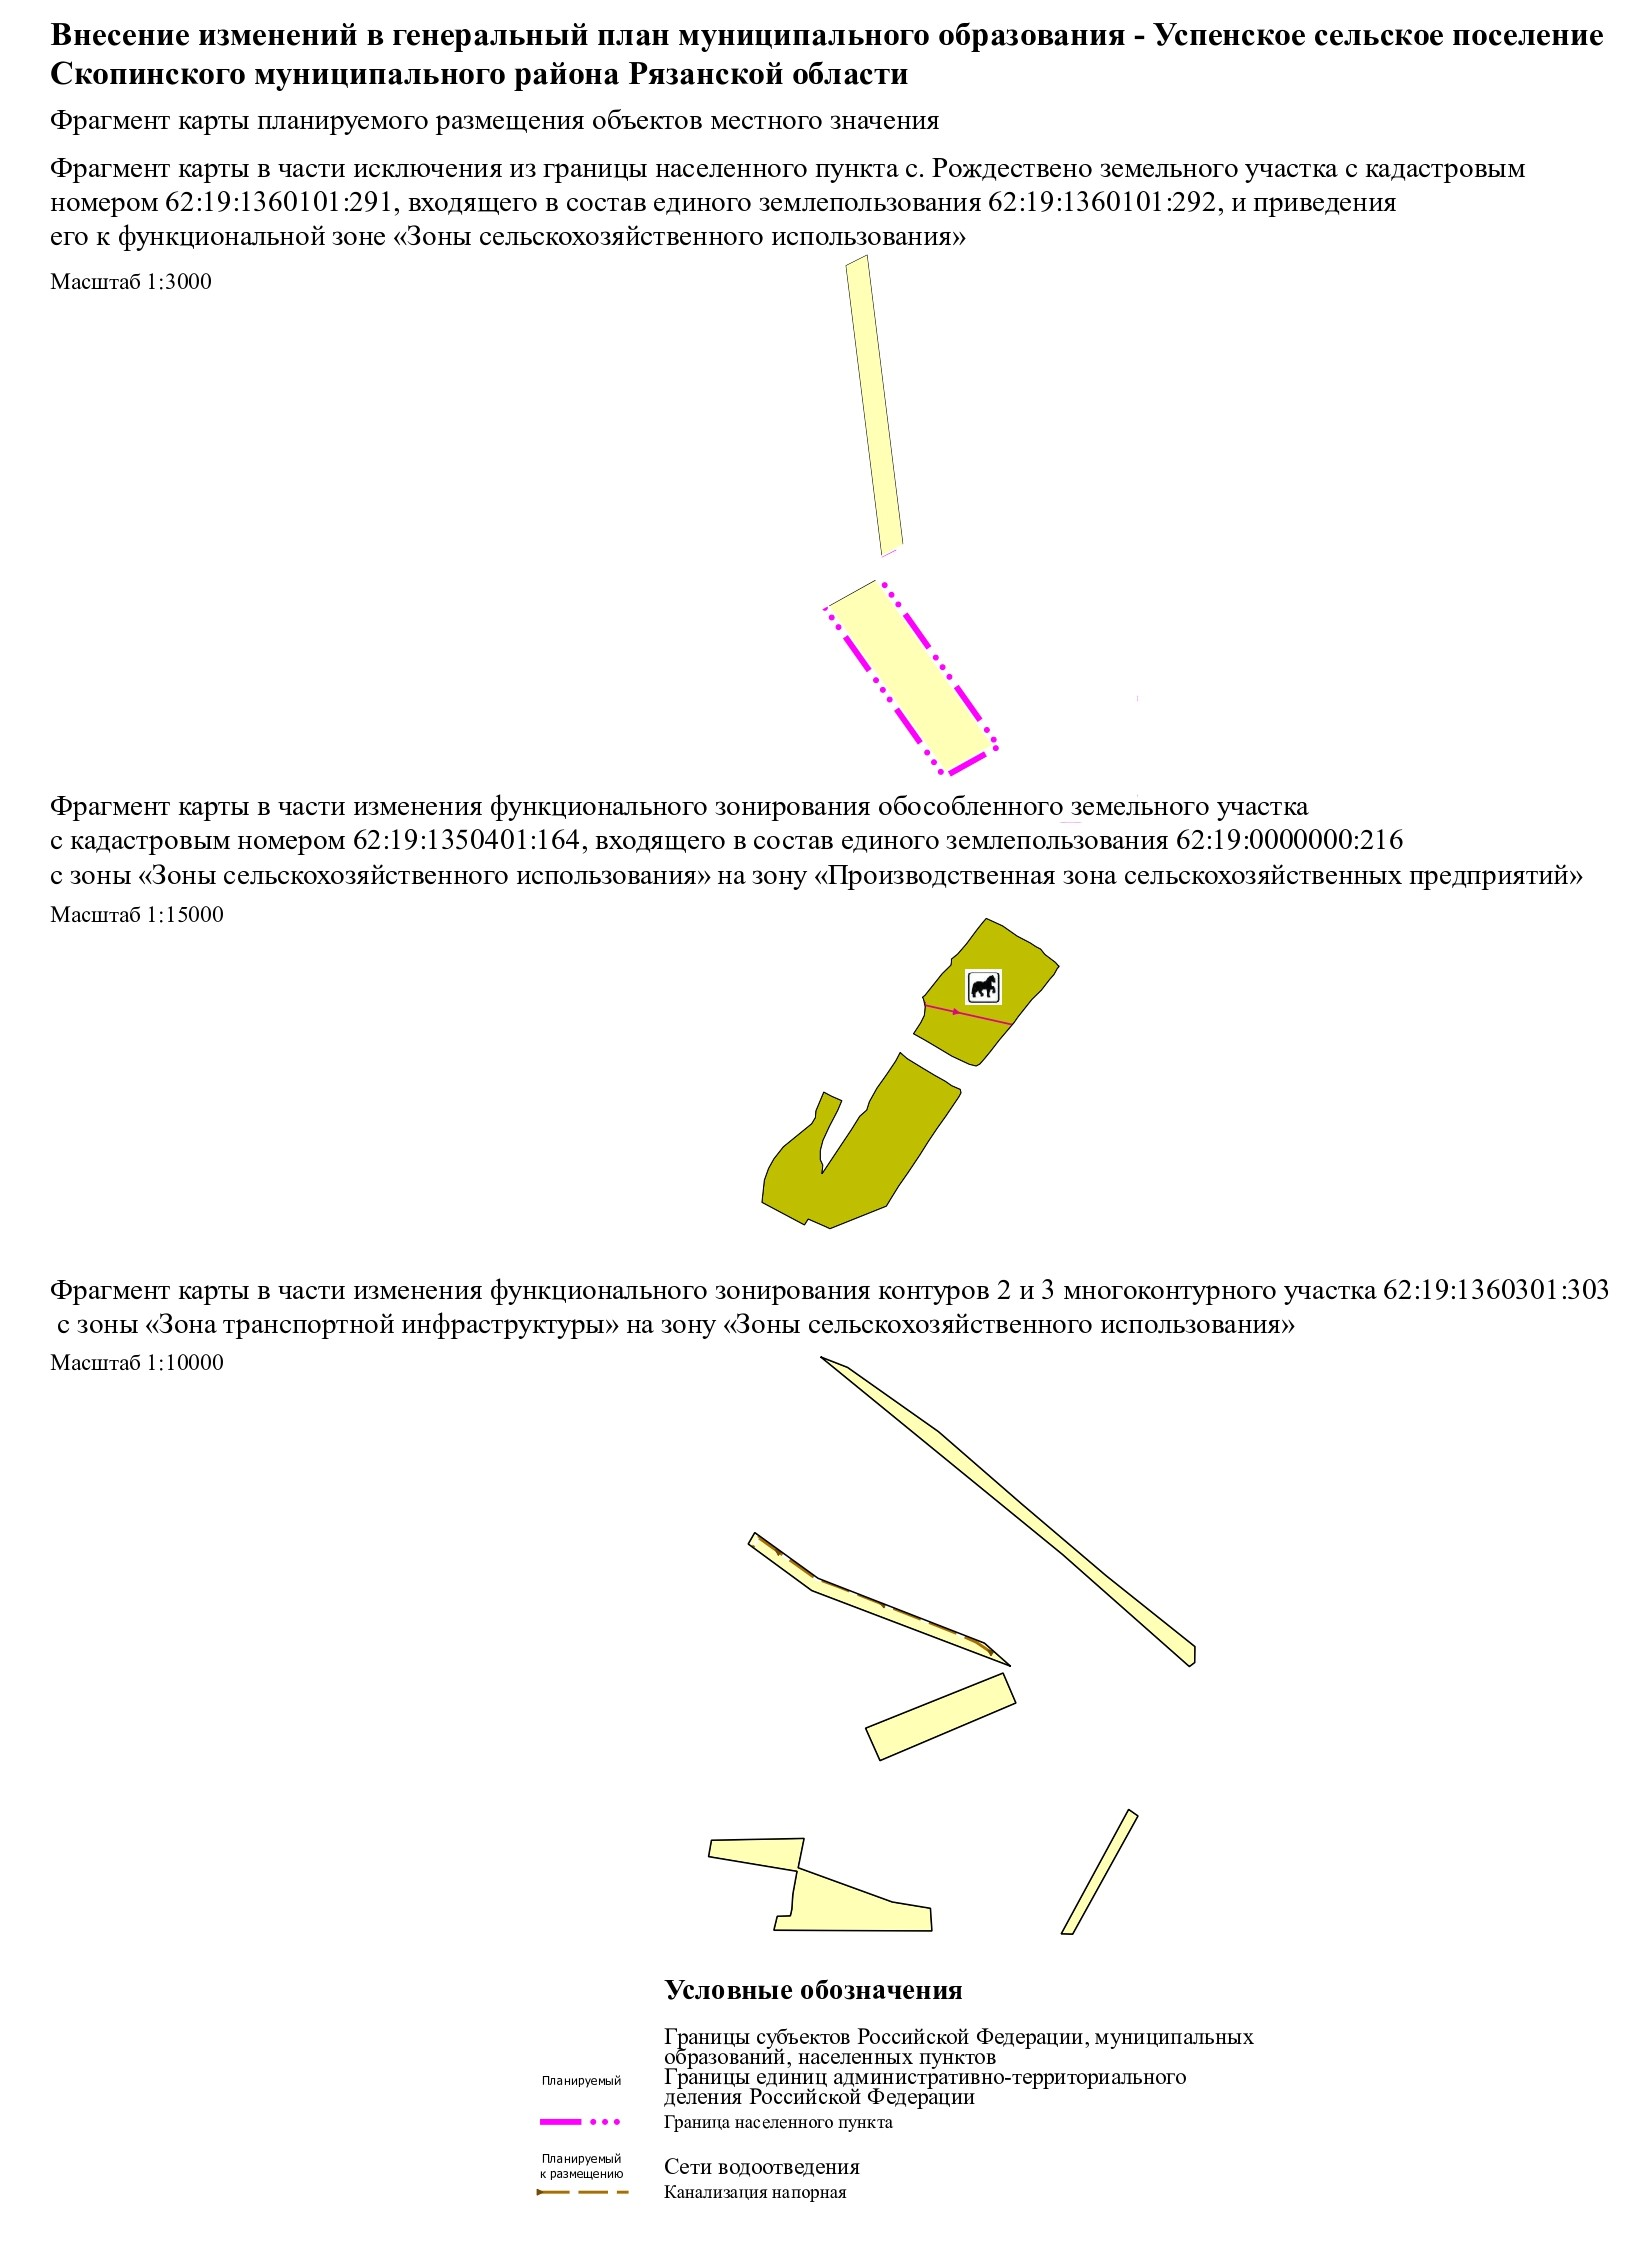 Внесение изменений в генеральный план муниципального образования - Успенское сельское поселение
Скопинского муниципального района Рязанской области
Фрагмент карты планируемого размещения объектов местного значения
Фрагмент карты в части исключения из границы населенного пункта с. Рождествено земельного участка с кадастровым
номером 62:19:1360101:291, входящего в состав единого землепользования 62:19:1360101:292, и приведения
его к функциональной зоне «Зоны сельскохозяйственного использования»
Масштаб 1:3000
Фрагмент карты в части изменения функционального зонирования обособленного земельного участка
с кадастровым номером 62:19:1350401:164, входящего в состав единого землепользования 62:19:0000000:216
с зоны «Зоны сельскохозяйственного использования» на зону «Производственная зона сельскохозяйственных предприятий»
Масштаб 1:15000
Фрагмент карты в части изменения функционального зонирования контуров 2 и 3 многоконтурного участка 62:19:1360301:303
с зоны «Зона транспортной инфраструктуры» на зону «Зоны сельскохозяйственного использования»
Масштаб 1:10000
Условные обозначения
Границы субъектов Российской Федерации, муниципальных
образований, населенных пунктов
Планируемый
Границы единиц административно-территориального
деления Российской Федерации
Граница населенного пункта
Планируемый
к размещению
Сети водоотведения
Канализация напорная